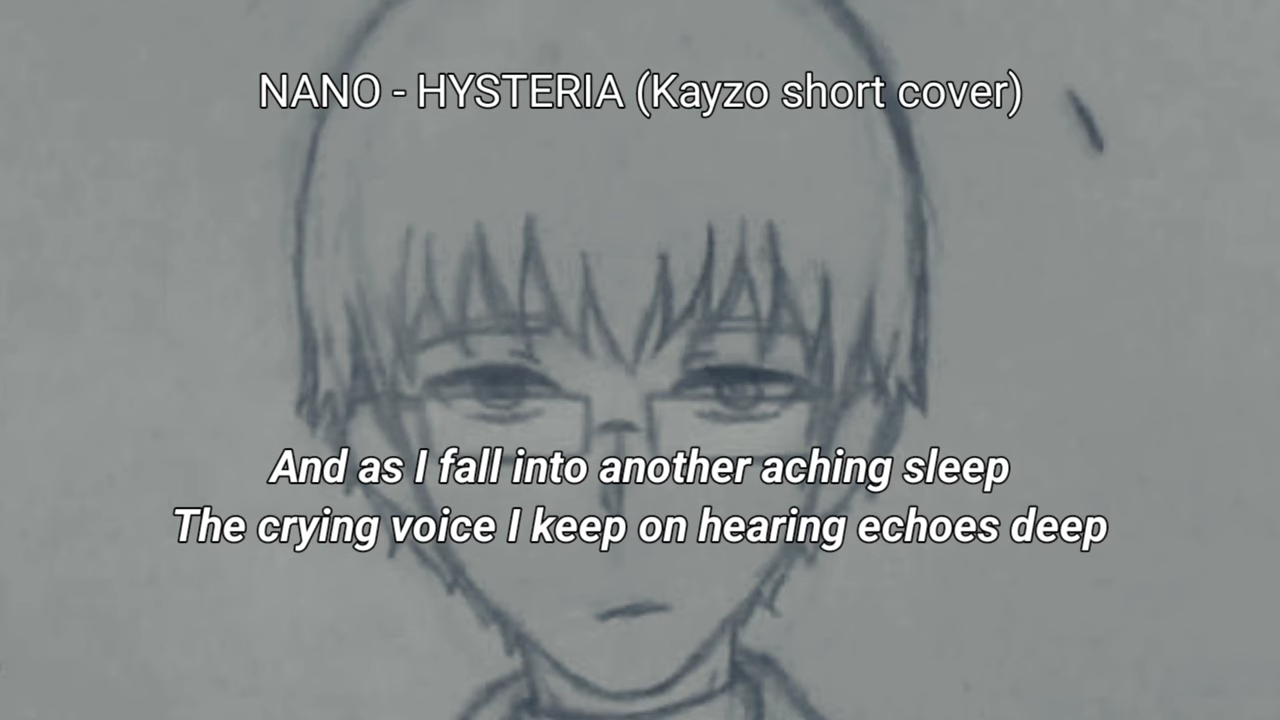 NANO - HYSTERIA (Kayzo short cover)
And as I fall into another aching sleep
The crying voice I keep on hearing echoes deep